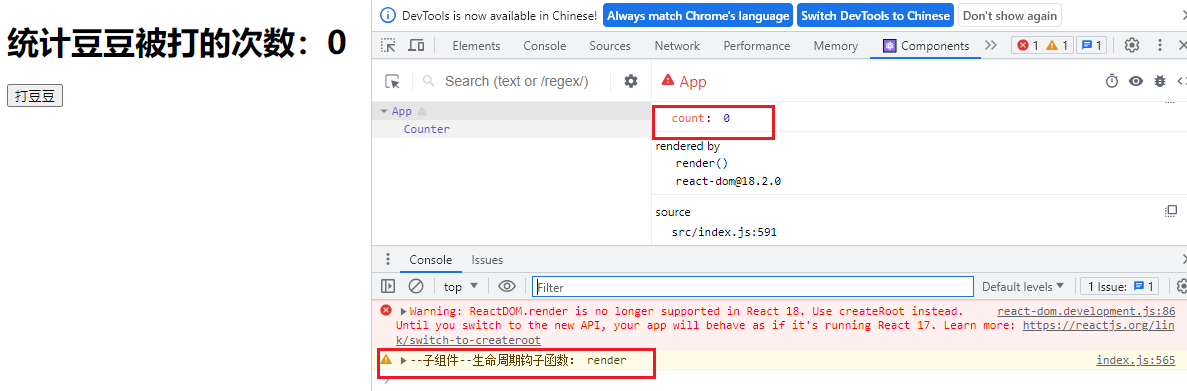 统计豆豆被打的次数：0
打豆豆
DevTools is now available in Chinese!
Always match Chrome's language
Switch DevTools to Chinese
Don't show again
Elements
Console
Sources
Network
Performance
Memory
Components
1
1
1
Search (text or /regex/)
App
App
Counter
count: 0
rendered by
render()
react-dom@18.2.0
source
src/index.js:591
Console
Issues
top
Filter
Default levels
1 Issue: 1
Warning: ReactDOM.render is no longer supported in React 18. Use createRoot instead. react-dom.development.js:86
Until you switch to the new API, your app will behave as if it's running React 17. Learn more: https://reactjs.org/lin
k/switch-to-createroot
--子组件--生命周期钩子函数： render index.js:565